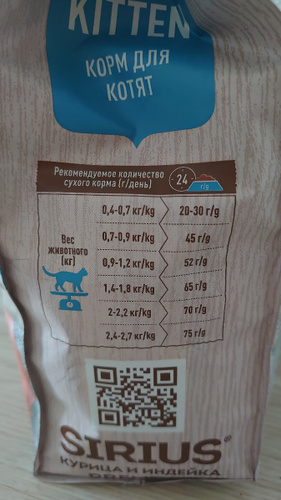 KITTEN
КОРМ ДЛЯ
КОТЯТ
Рекомендуемое количество
сухого корма (г/день)
24
г/g
Вес
животного
(кг)
0,4-0,7 кг/kg 20-30 г/g
0,7-0,9 кг/kg 45 г/g
0,9-1,2 кг/kg 52 г/g
1,4-1,8 кг/kg 65 г/g
2-2,2 кг/kg 70 г/g
2,4-2,7 кг/kg 75 г/g
SIRIUS®
КУРИЦА И ИНДЕЙКА